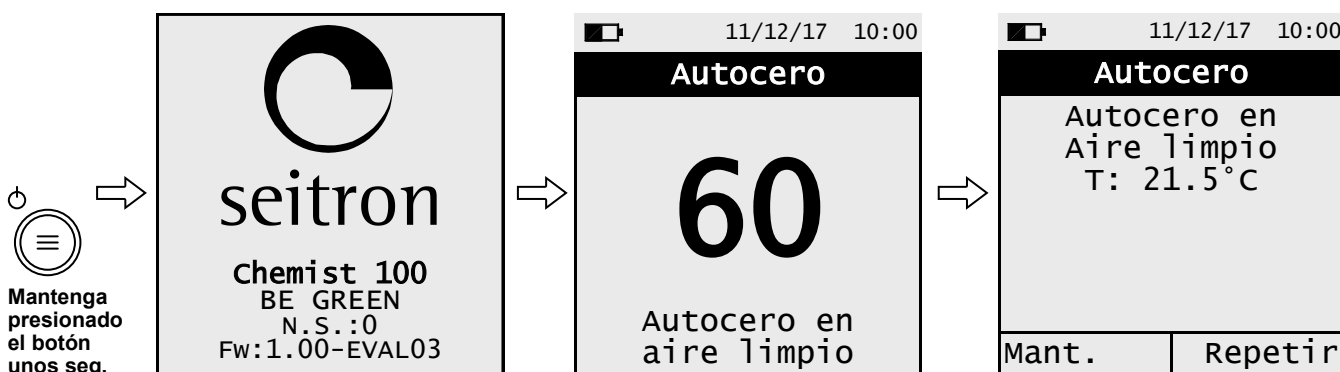 Mantenga
presionado
el botón
unos seg.
seitron
Chemist 100
BE GREEN
N.S.:0
Fw:1.00-EVAL03
11/12/17 10:00
Autocero
60
Autocero en
aire limpio
11/12/17 10:00
Autocero
Autocero en
Aire limpio
T: 21.5°C
Mant. Repetir